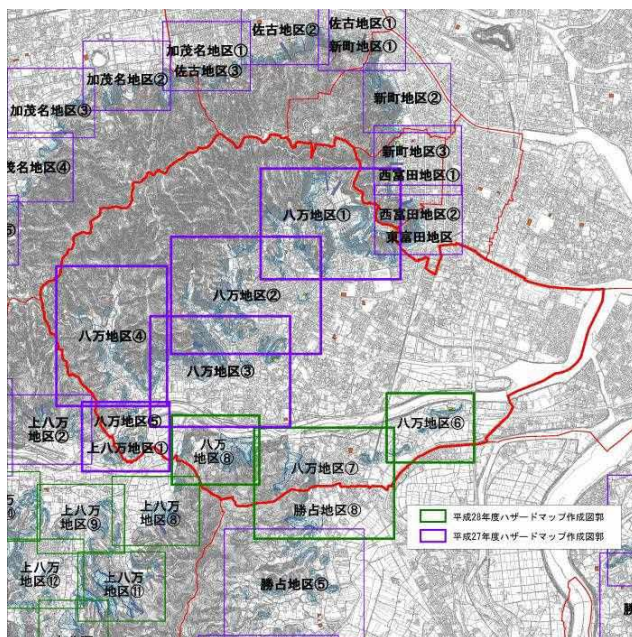 佐古地区②
佐古地区①
新町地区①
加茂名地区①
佐古地区③
加茂名地区②
加茂名地区③
新町地区②
茂名地区④
新町地区③
西富田地区①
八万地区①
西富田地区②
東富田地区
八万地区②
八万地区④
八万地区③
八万地区⑤
上八万地区①
上八万
地区②
八万
地区⑧
八万地区⑥
八万地区⑦
上八万
地区⑨
上八万
地区⑧
勝占地区⑧
平成28年度ハザードマップ作成図郭
平成27年度ハザードマップ作成図郭
上八万
地区⑫
上八万
地区⑪
勝占地区⑤
勝
上八万